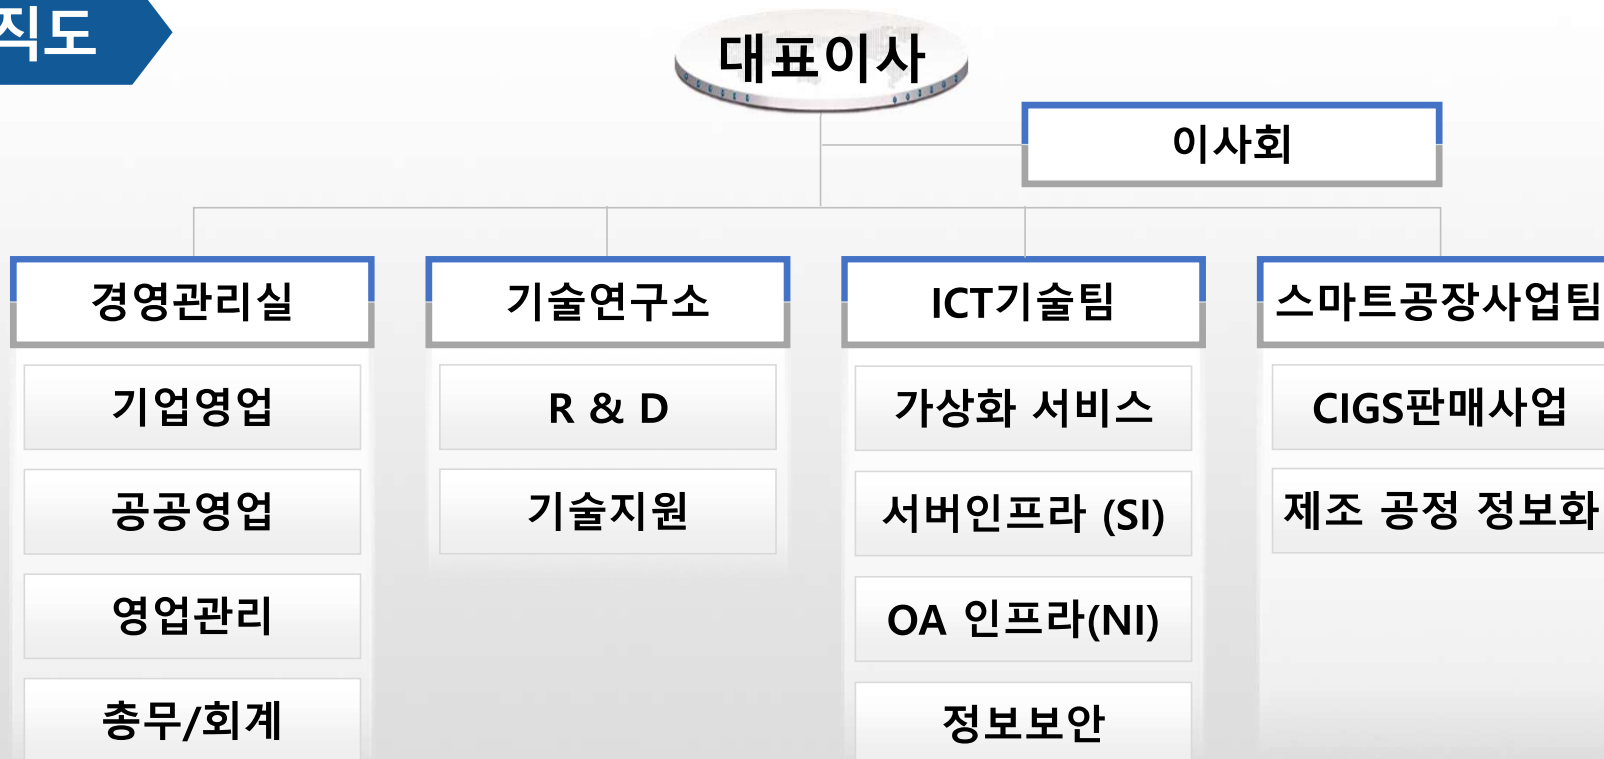 직도
대표이사
이사회
경영관리실
기술연구소
ICT기술팀
스마트공장사업팀
기업영업
R & D
가상화 서비스
CIGS판매사업
공공영업
기술지원
서버인프라 (SI)
제조 공정 정보화
영업관리
OA 인프라(NI)
총무/회계
정보보안